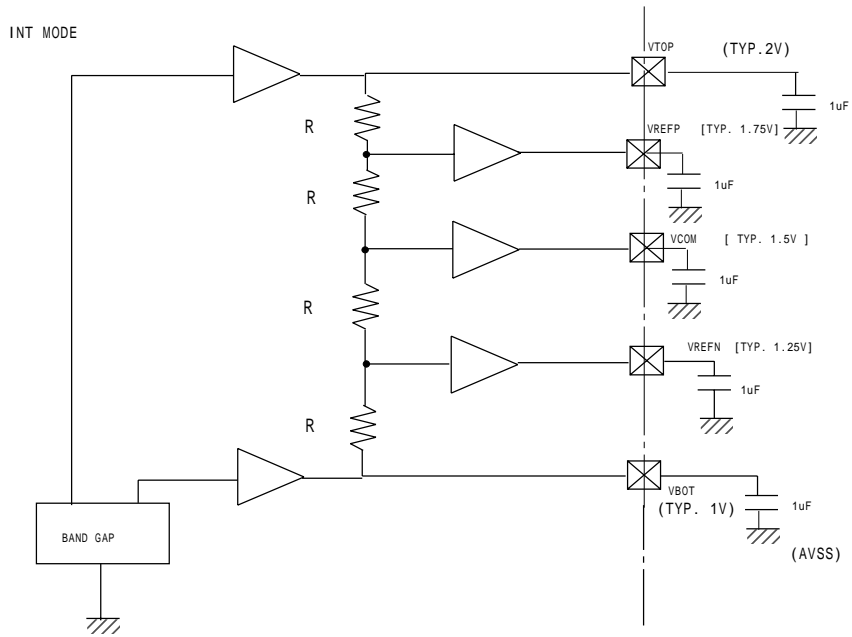 INT MODE
VTOP (TYP.2V)
1uF
R
VREFP [TYP. 1.75V]
1uF
R
VCOM [ TYP. 1.5V ]
1uF
R
VREFN [TYP. 1.25V]
1uF
R
VBOT
(TYP. 1V)
1uF
BAND GAP
(AVSS)